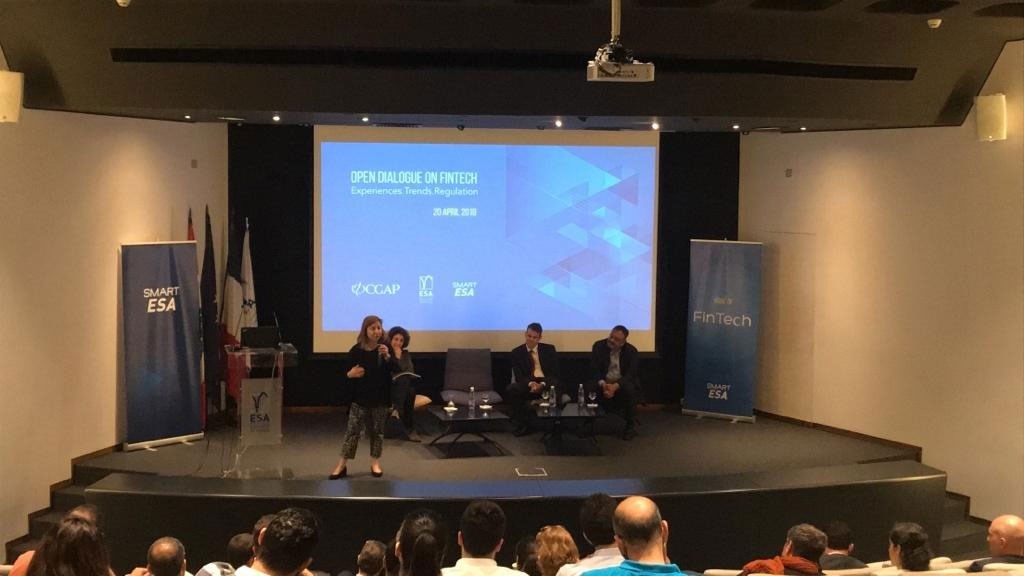 OPEN DIALOGUE ON FINTECH
Experiences.Trends.Regulation
20 APRIL 2018
CGAP
ESA
SMART
ESA
SMART
ESA
FinTech
SMART
ESA
ESA